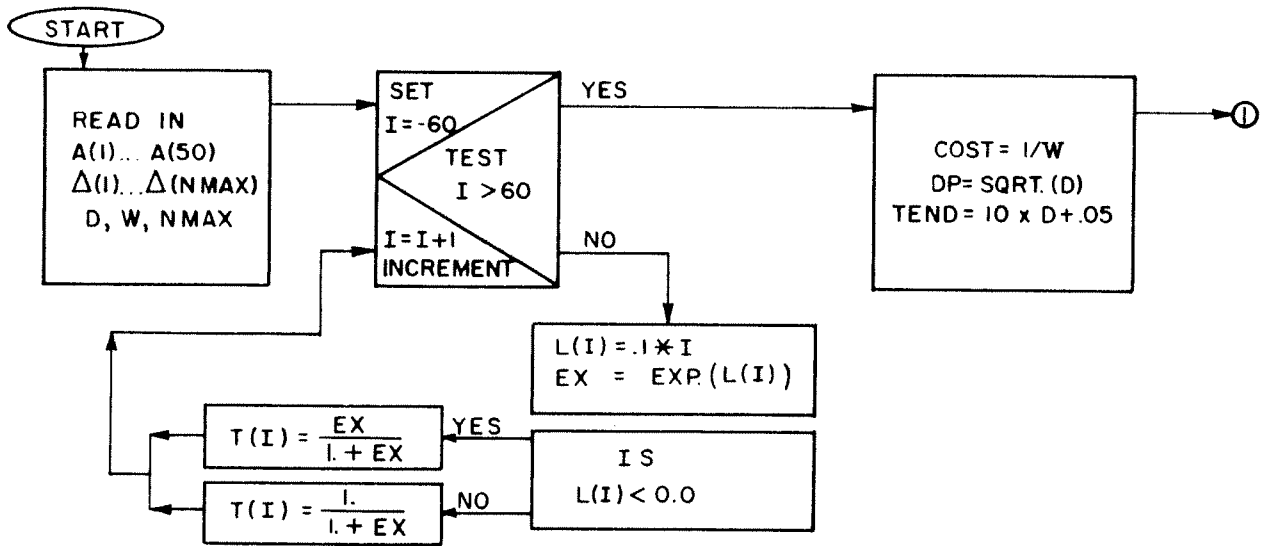 START
READ IN
A(1)... A(50)
Δ(1)...Δ(NMAX)
D, W, NMAX
SET
I=-60
TEST
I >60
I=I+1
INCREMENT
YES
NO
COST= 1/W
DP= SQRT.(D)
TEND= 10 x D+.05
1
L(I)=.1*I
EX = EXP.(L(I))
IS
L(I)< 0.0
YES
T(I) = EX
1. + EX
NO
T(I) = 1.
1. + EX